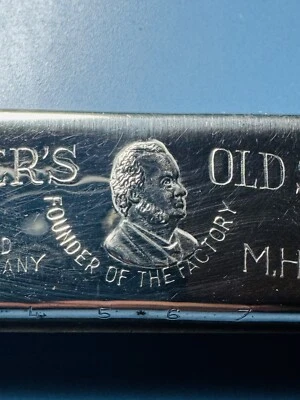 ER'S OLD S
FOUNDER OF THE FACTORY
D
ANY M.H
4 5 6 7